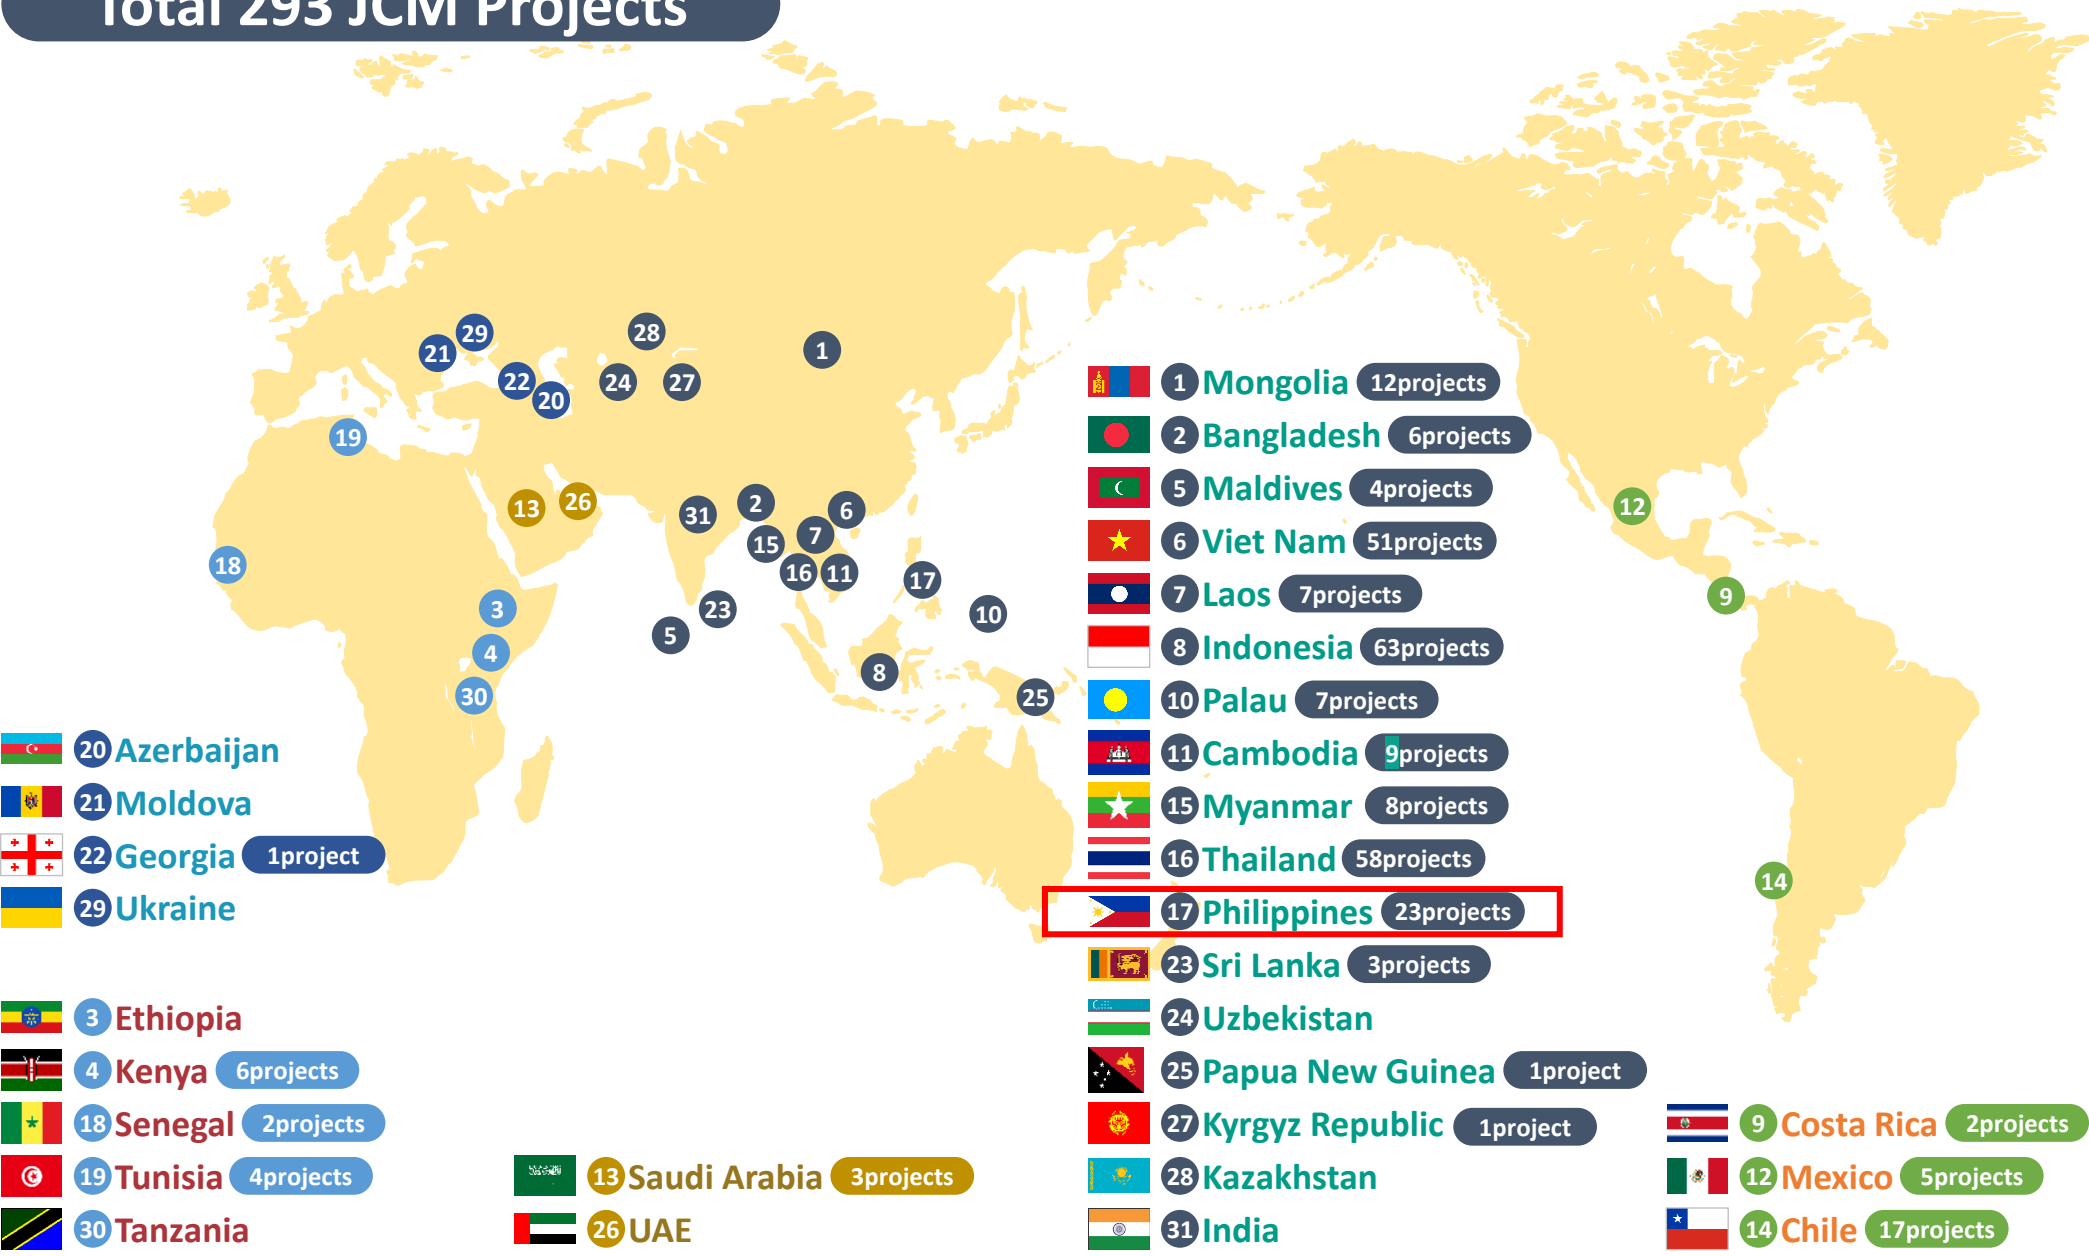 Total 293 JCM Projects
29
28
1
21
22
24
27
20
19
13
26
31
2
6
15
7
18
16
11
17
3
23
10
5
4
8
30
25
12
9
14
1 Mongolia 12projects
2 Bangladesh 6projects
5 Maldives 4projects
6 Viet Nam 51projects
7 Laos 7projects
8 Indonesia 63projects
10 Palau 7projects
11 Cambodia 9projects
15 Myanmar 8projects
16 Thailand 58projects
17 Philippines 23projects
23 Sri Lanka 3projects
24 Uzbekistan
25 Papua New Guinea 1project
27 Kyrgyz Republic 1project
28 Kazakhstan
31 India
20 Azerbaijan
21 Moldova
22 Georgia 1project
29 Ukraine
3 Ethiopia
4 Kenya 6projects
18 Senegal 2projects
19 Tunisia 4projects
30 Tanzania
13 Saudi Arabia 3projects
26 UAE
9 Costa Rica 2projects
12 Mexico 5projects
14 Chile 17projects